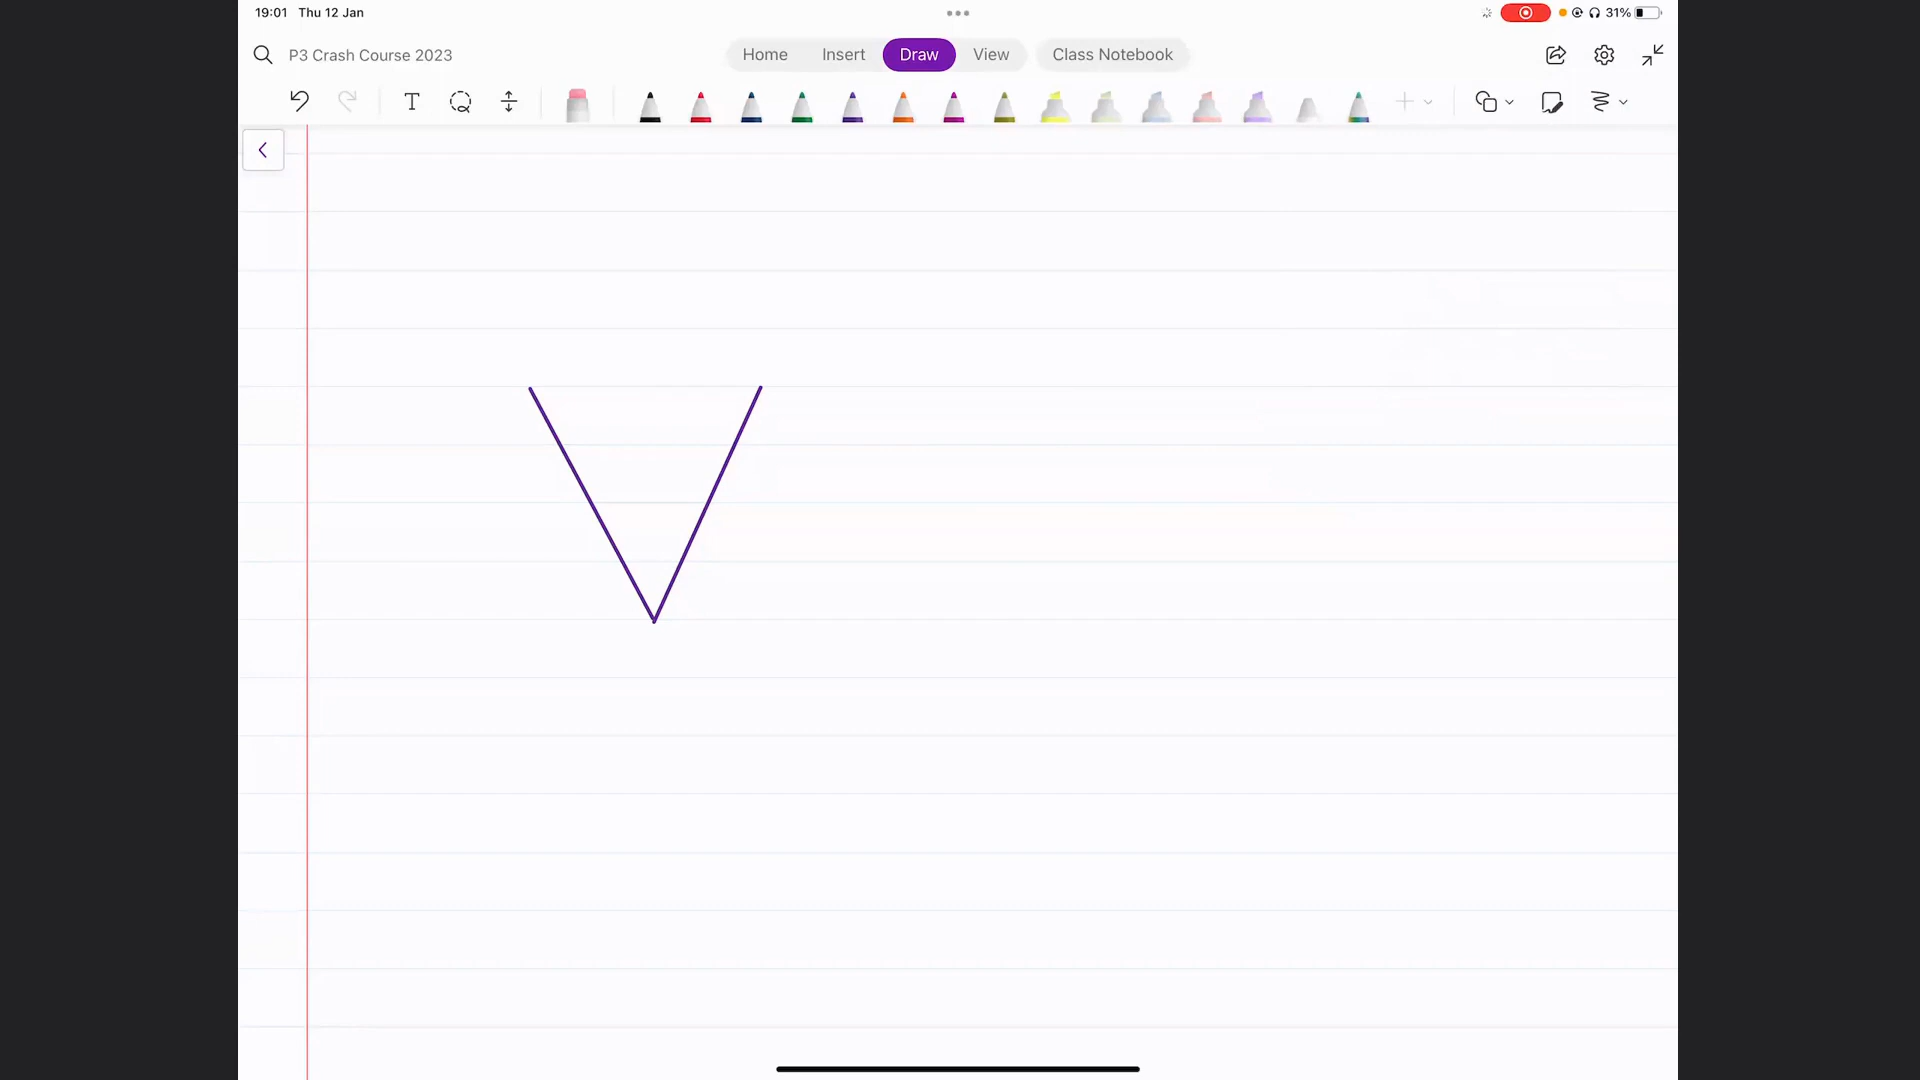 19:01 Thu 12 Jan
31%
P3 Crash Course 2023
Home Insert Draw View Class Notebook
T